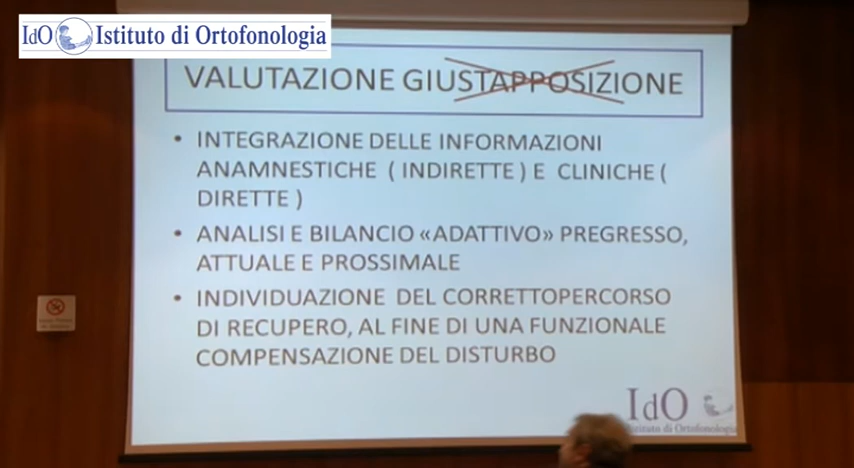 IdO Istituto di Ortofonologia
VALUTAZIONE GIUSTAPPOSIZIONE
• INTEGRAZIONE DELLE INFORMAZIONI
ANAMNESTICHE ( INDIRETTE ) E CLINICHE (
DIRETTE )
• ANALISI E BILANCIO «ADATTIVO» PREGRESSO,
ATTUALE E PROSSIMALE
• INDIVIDUAZIONE DEL CORRETTOPERCORSO
DI RECUPERO, AL FINE DI UNA FUNZIONALE
COMPENSAZIONE DEL DISTURBO
IdO
Istituto di Ortofonologia